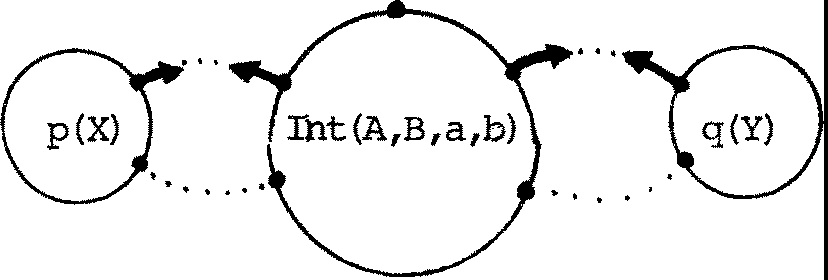 p(X) Int(A,B,a,b) q(Y)